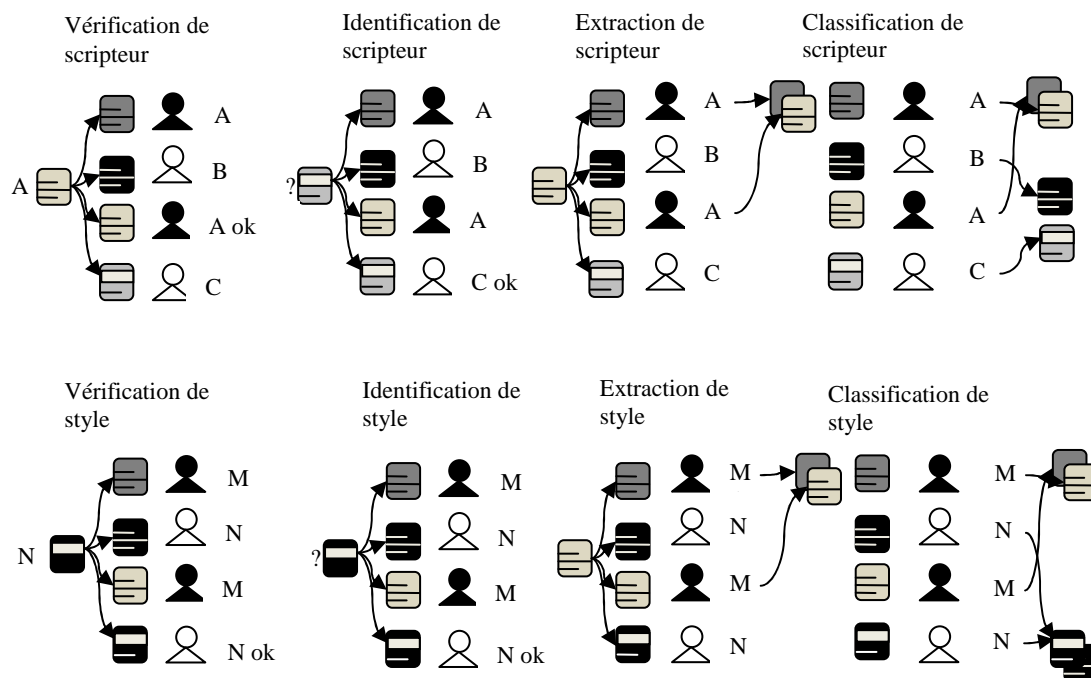 Vérification de
scripteur
A
A
B
A ok
C
Identification de
scripteur
?
A
B
A
C ok
Extraction de
scripteur
A
B
A
C
Classification de
scripteur
A
B
A
C
Vérification de
style
N
M
N
M
N ok
Identification de
style
?
M
N
M
N ok
Extraction de
style
M
N
M
N
Classification de
style
M
N
M
N